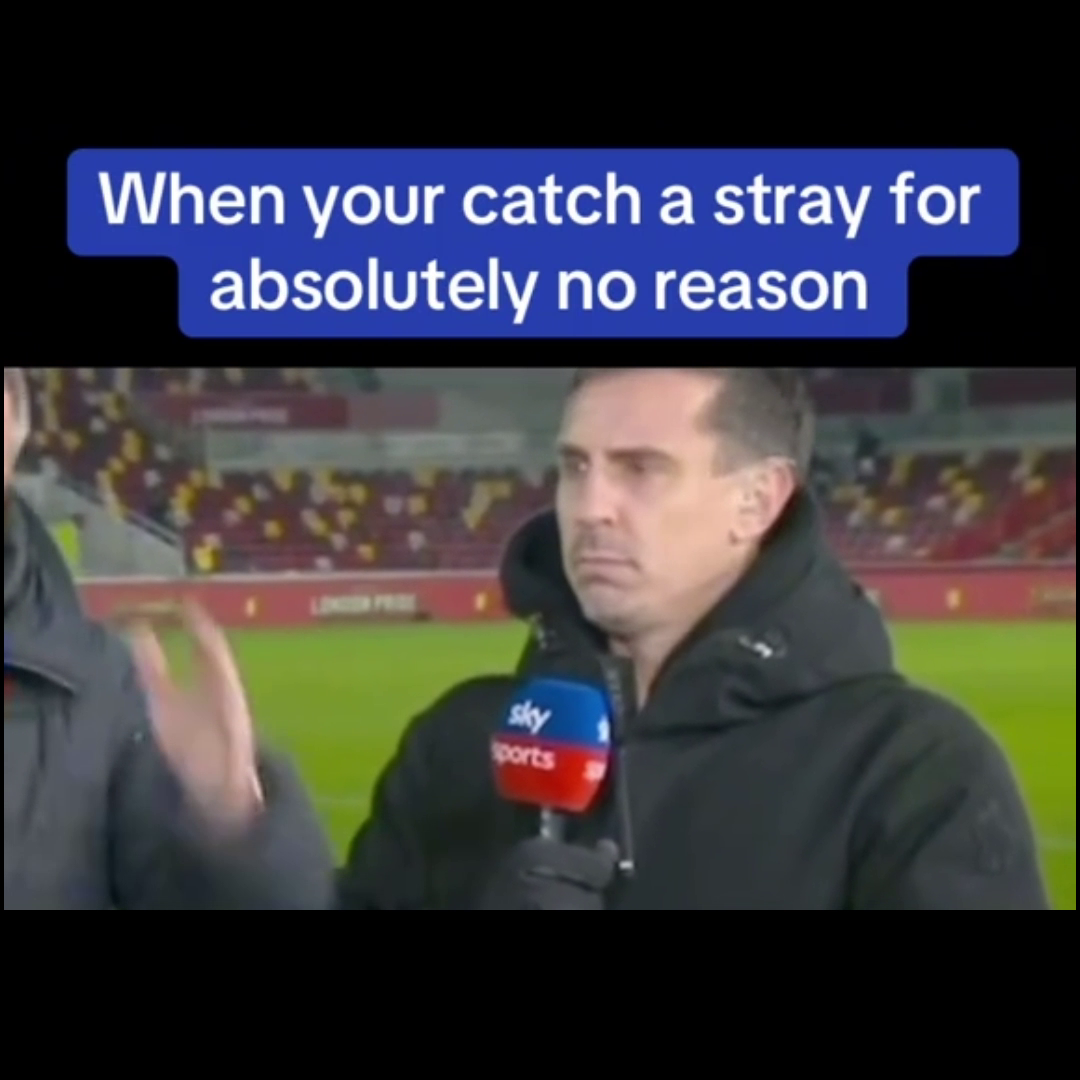 When your catch a stray for
absolutely no reason
LONDON PRIDE
sky
sports